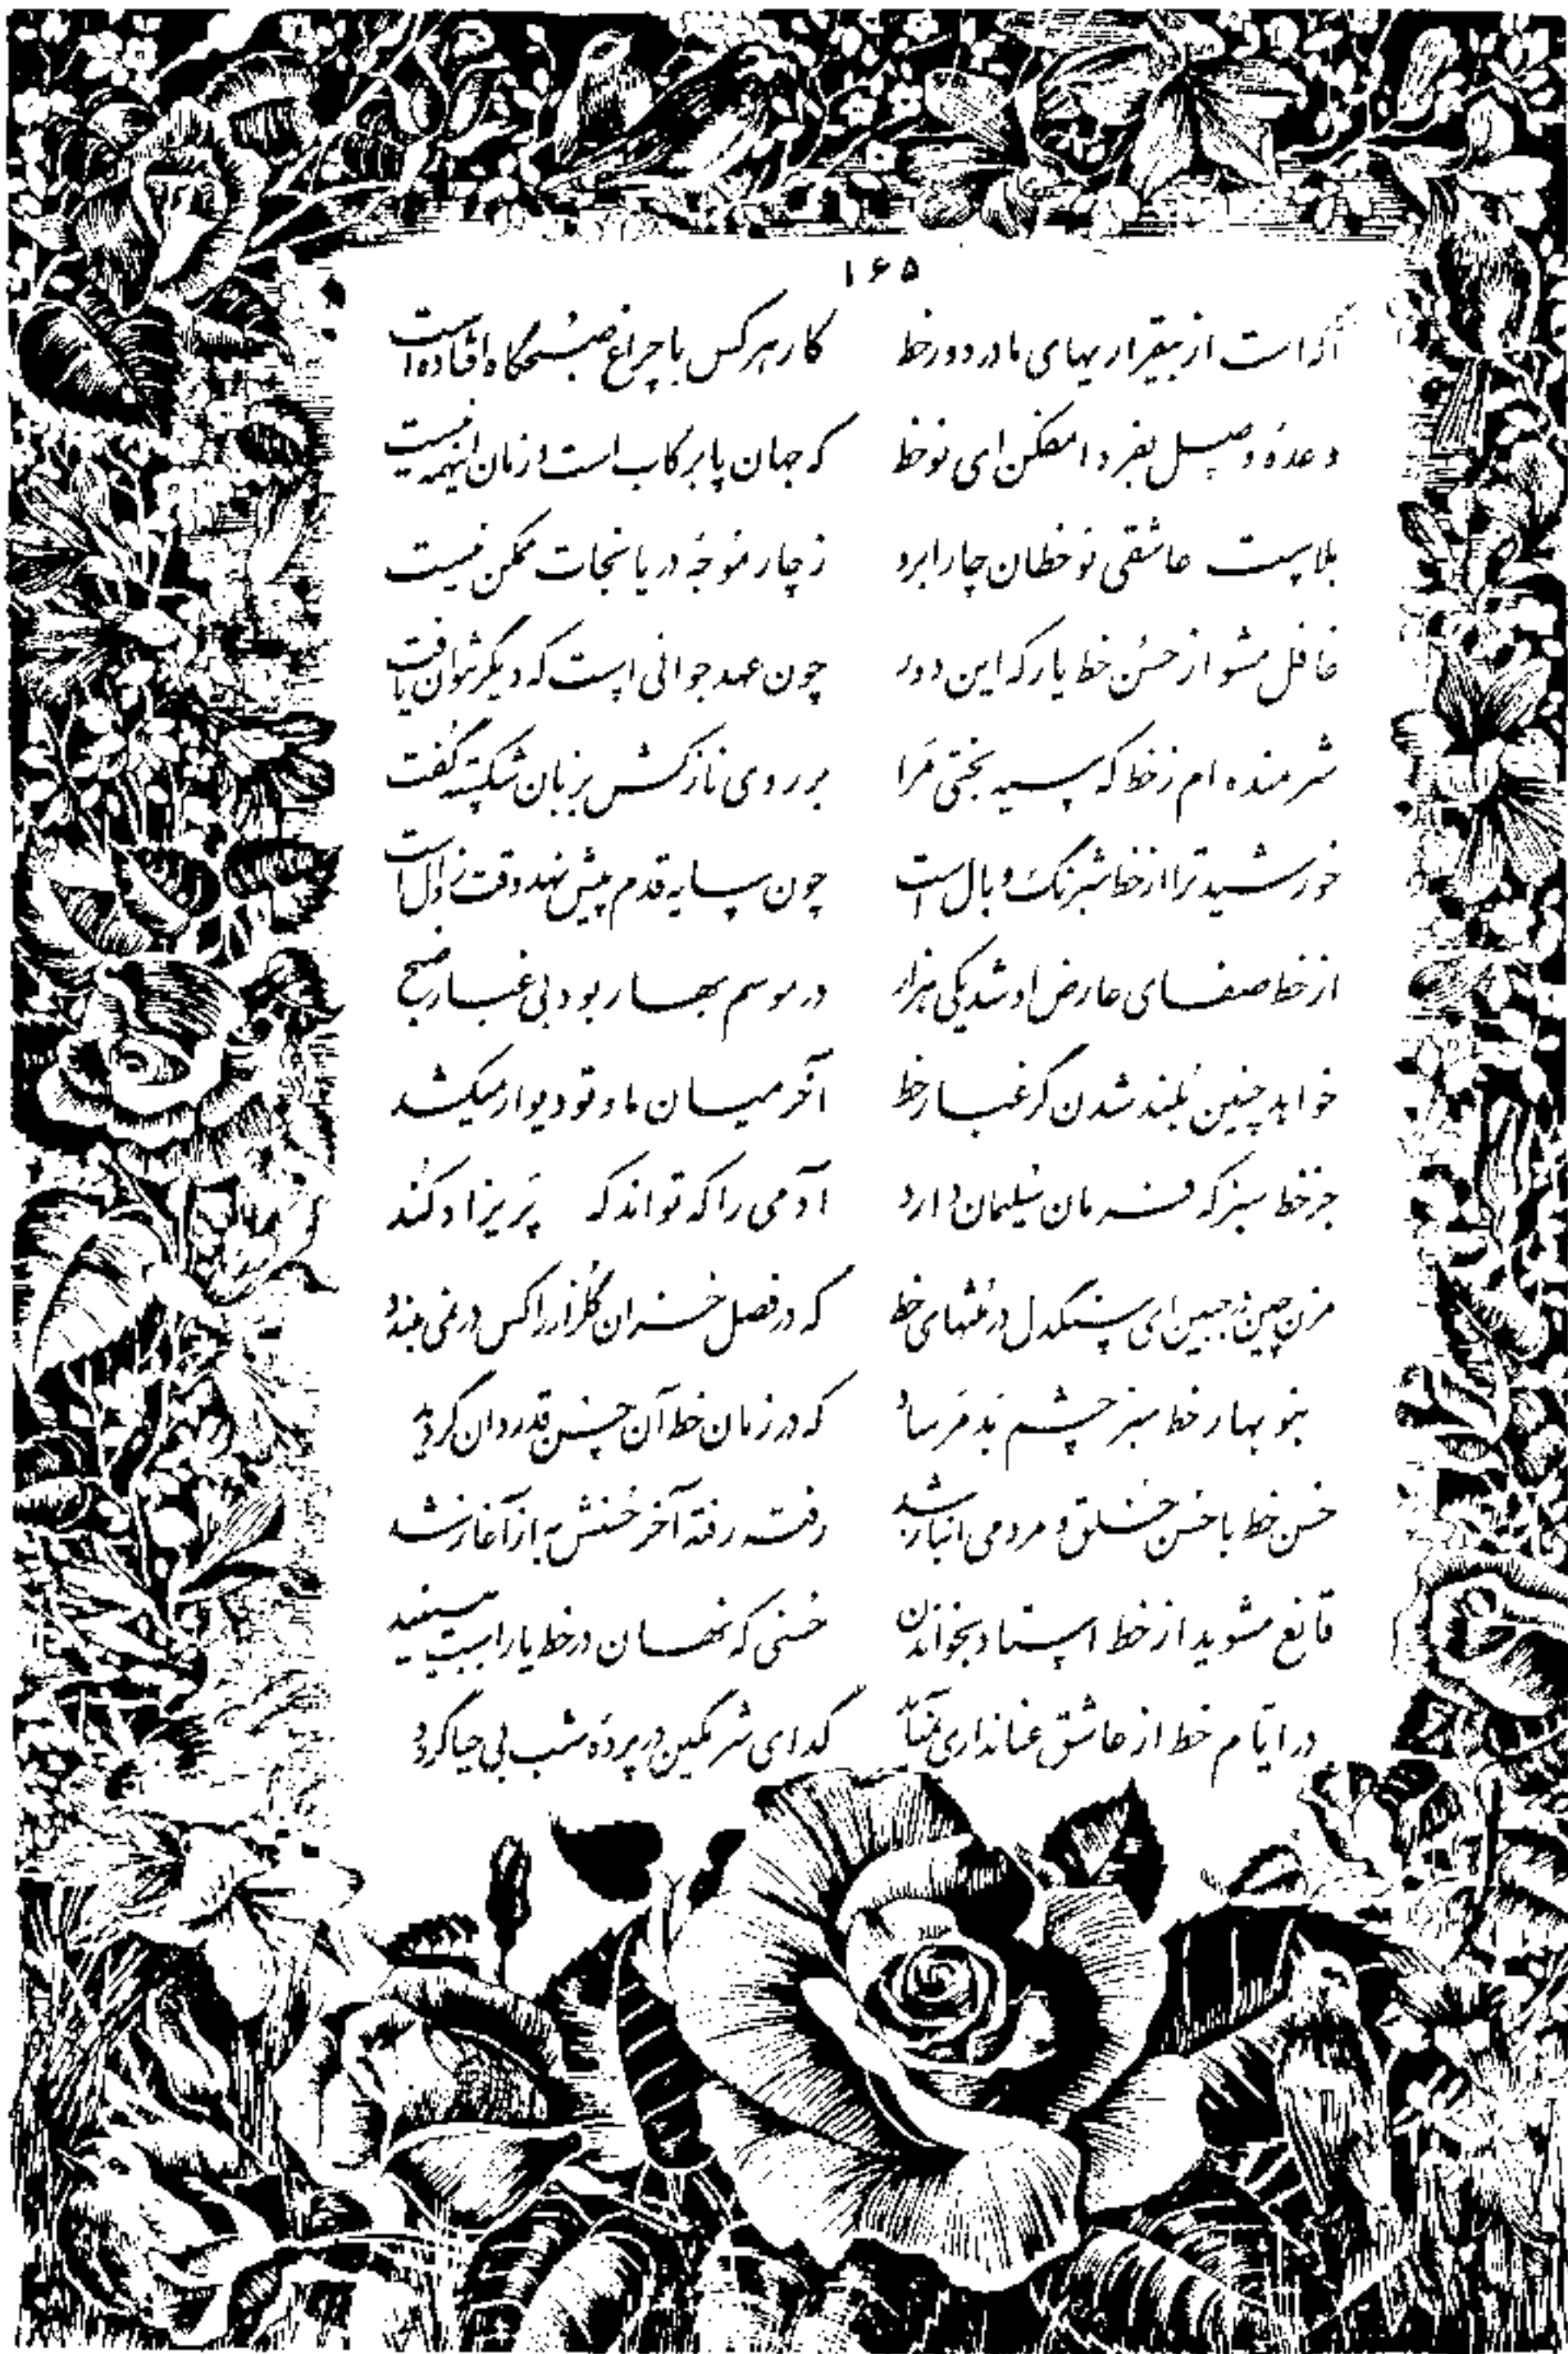 ۱۶۵
آگه است از بیقراریهای ما در دور خط کار هر کس با چراغ صبحگاه افتاده است
وعدهٔ وصل بفردا مفکن ای نوخط که جهان پا برکاب است و زمان اینهمه نیست
بلاست عاشقی نوخطان چار ابرو ز چار موجهٔ دریا نجات ممکن نیست
غافل مشو از حسن خط یار که این دور چون عهد جوانی است که دیگر نتوان یافت
شرمنده ام ز خط که سیه بختی مرا بر روی نازکش بزبان شکسته گفت
خورشید ترا از خط شبرنگ وبال است چون سایه قدم پیش نهد وقت زوال است
از خط صفای عارض او شد یکی هزار در موسم بهار بود بی غبار صبح
خواهد چنین بلند شدن گر غبار خط آخر میان ما و تو دیوار میکشد
جز خط سبز که فرمان سلیمان دارد آدمی را که تواند که پریزاد کند
مزن چین بر جبین ای سنگدل در منتهای خط که در فصل خزان گلزار را کس در نمی بندد
بنو بهار خط سبز چشم بد مرساد که در زمان خط آن حسن قدردان گردید
حسن خط با حسن خلق و مردمی انباز شد رفته رفته آخر حسنش به از آغاز شد
قانع مشوید از خط استاد بخواندن حسنی که نهان در خط یار است ببینید
در ایام خط از عاشق عنانداری نمیآید گدای شرمگین در پردهٔ شب بی حیا گردد